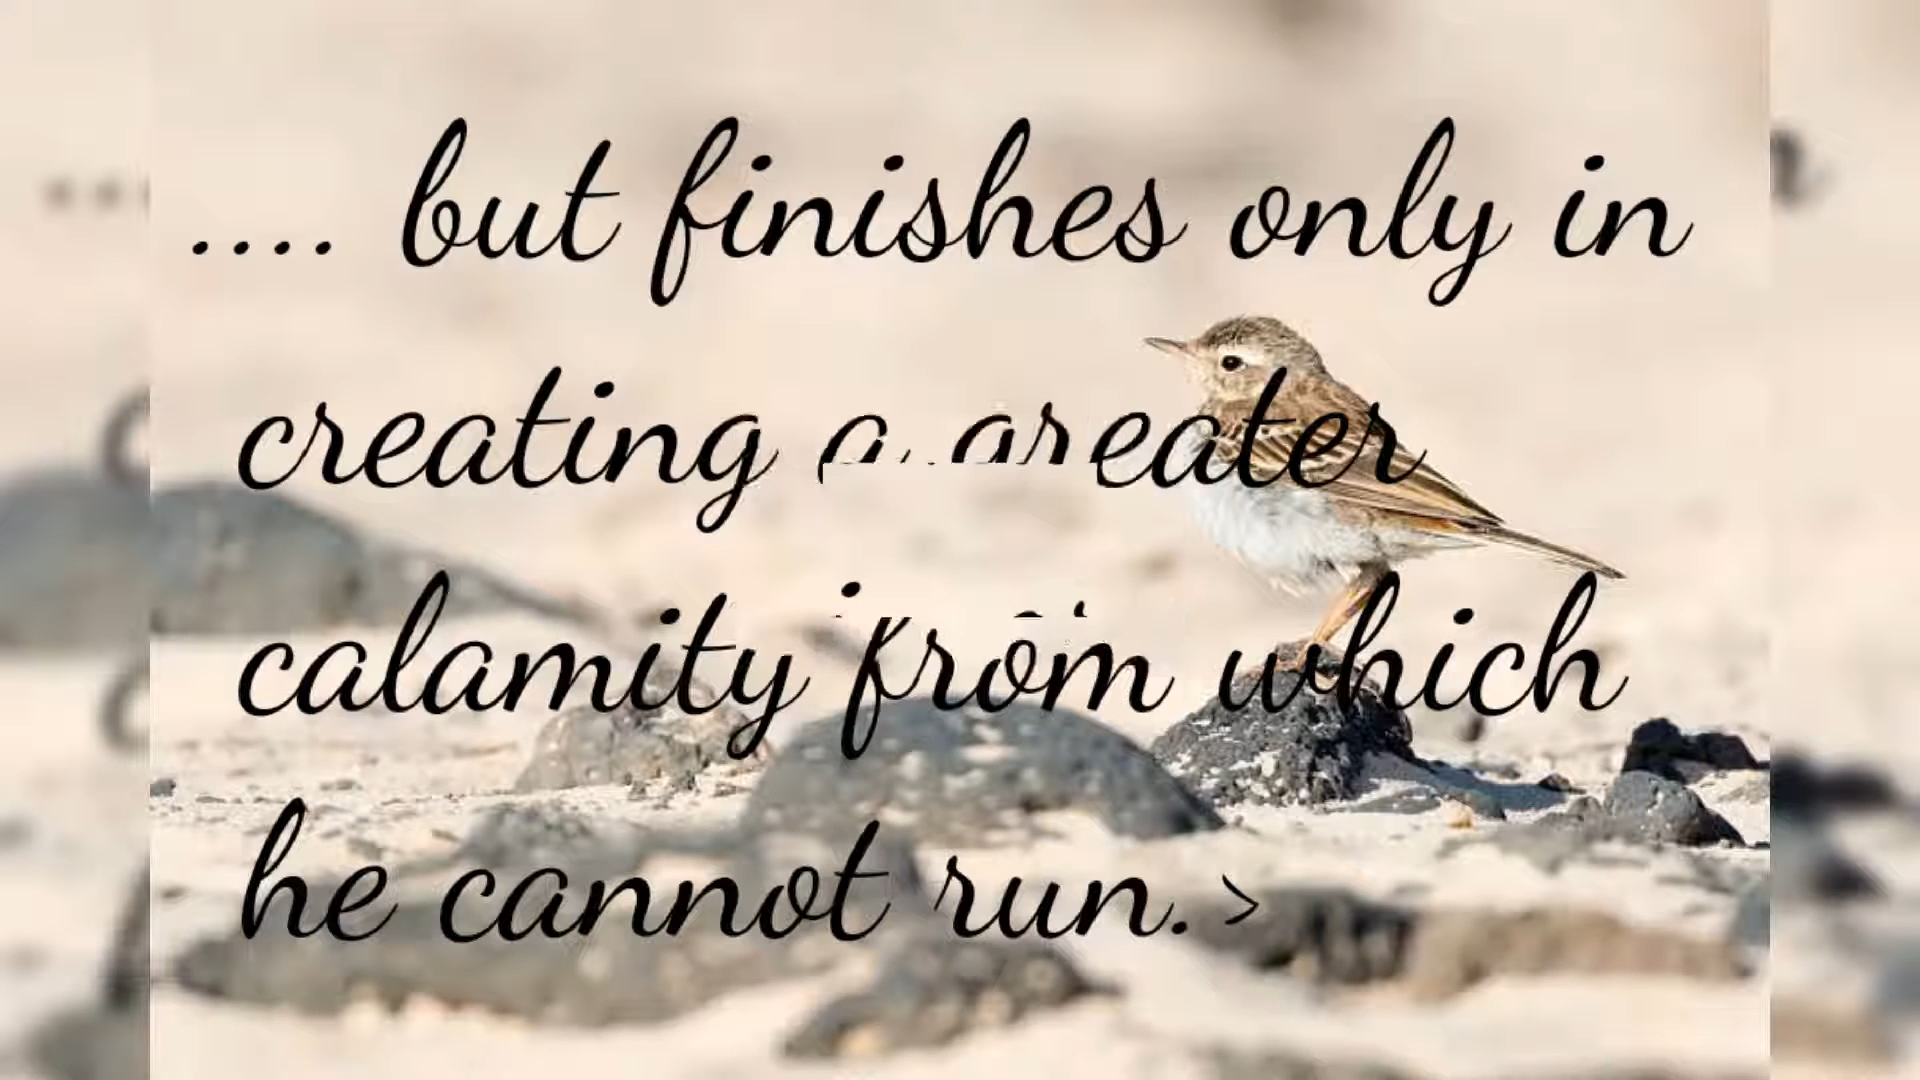 .... but finishes only in
creating a greater
calamity from which
he cannot run.>